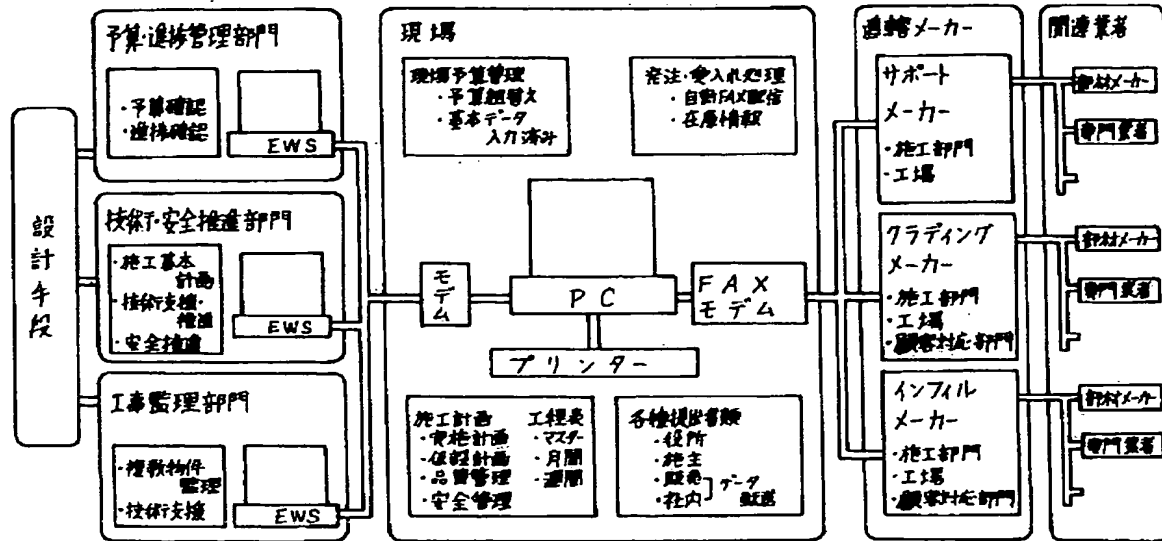 設計手段
予算・進捗管理部門
・予算確認
・進捗確認
EWS
技術・安全推進部門
・施工基本
計画
・技術支援・
推進
・安全推進
EWS
工事監理部門
・複数物件
監理
・技術支援
EWS
現場
現場予算管理
・予算組替え
・基本データ
入力済み
発注・受入れ処理
・自動FAX配信
・在庫情報
モデム
PC
FAX
モデム
プリンター
施工計画
・実施計画
・仮設計画
・品質管理
・安全管理
工程表
・マスター
・月間
・週間
各種提出書類
・役所
・施主
・販売
・社内
データ
転送
直轄メーカー
サポート
メーカー
・施工部門
・工場
クラディング
メーカー
・施工部門
・工場
・顧客対応部門
インフィル
メーカー
・施工部門
・工場
・顧客対応部門
関連業者
部材メーカー
専門業者
部材メーカー
専門業者
部材メーカー
専門業者